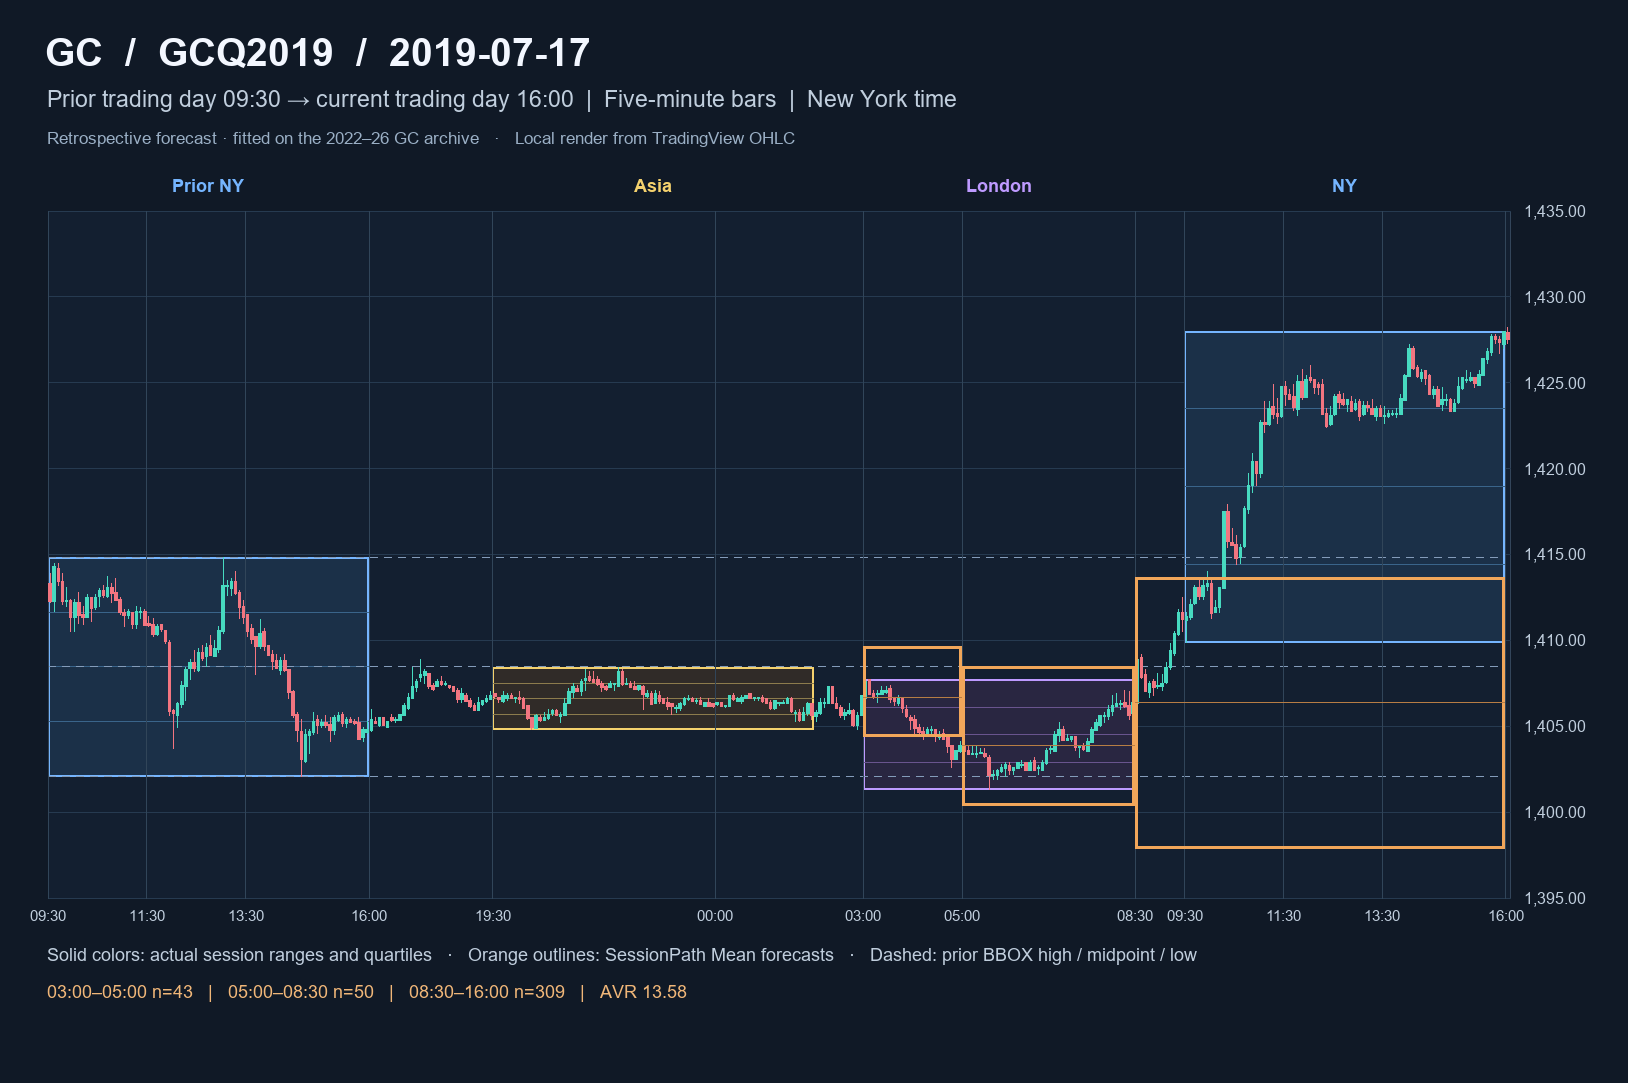 GC / GCQ2019 / 2019-07-17
Prior trading day 09:30 → current trading day 16:00 | Five-minute bars | New York time
Retrospective forecast · fitted on the 2022–26 GC archive · Local render from TradingView OHLC
Prior NY Asia London NY
1,435.00
1,430.00
1,425.00
1,420.00
1,415.00
1,410.00
1,405.00
1,400.00
1,395.00
09:30 11:30 13:30 16:00 19:30 00:00 03:00 05:00 08:30 09:30 11:30 13:30 16:00
Solid colors: actual session ranges and quartiles · Orange outlines: SessionPath Mean forecasts · Dashed: prior BBOX high / midpoint / low
03:00–05:00 n=43 | 05:00–08:30 n=50 | 08:30–16:00 n=309 | AVR 13.58